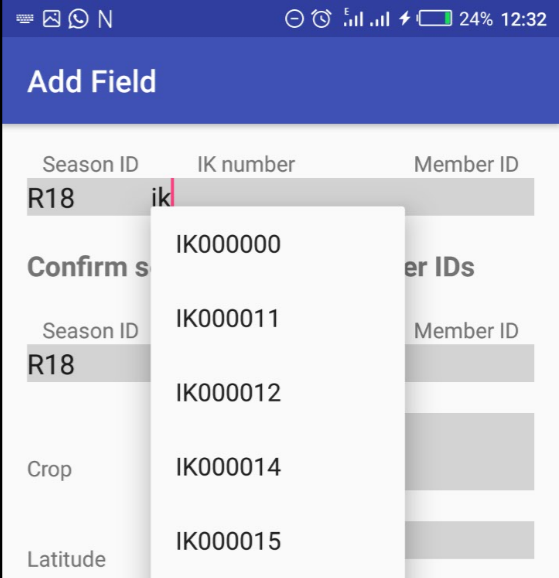 N E 24% 12:32
Add Field
Season ID IK number Member ID
R18 ik
IK000000
Confirm s er IDs
IK000011
Season ID Member ID
R18
IK000012
Crop IK000014
IK000015
Latitude